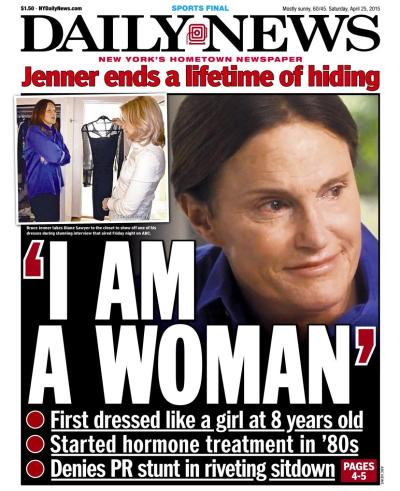 $1.50 · NYDailyNews.com
SPORTS FINAL
Mostly sunny, 60/45. Saturday, April 25, 2015
DAILY NEWS
NEW YORK'S HOMETOWN NEWSPAPER
Jenner ends a lifetime of hiding
Bruce Jenner takes Diane Sawyer to the closet to show off one of his
dresses during stunning interview that aired Friday night on ABC.
'I AM
A WOMAN'
First dressed like a girl at 8 years old
Started hormone treatment in '80s
Denies PR stunt in riveting sitdown
PAGES
4-5
ABC NEWS